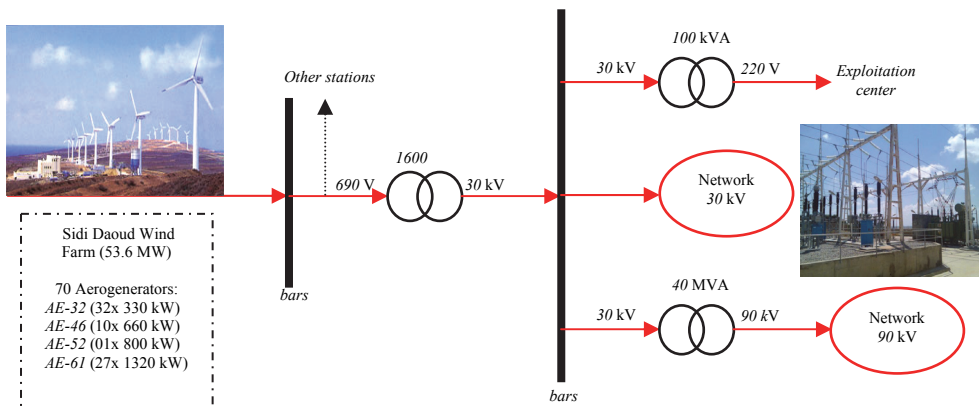 Other stations
690 V
1600
30 kV
bars
Sidi Daoud Wind
Farm (53.6 MW)
70 Aerogenerators:
AE-32 (32x 330 kW)
AE-46 (10x 660 kW)
AE-52 (01x 800 kW)
AE-61 (27x 1320 kW)
100 kVA
30 kV
220 V
Exploitation
center
Network
30 kV
40 MVA
30 kV
90 kV
Network
90 kV
bars